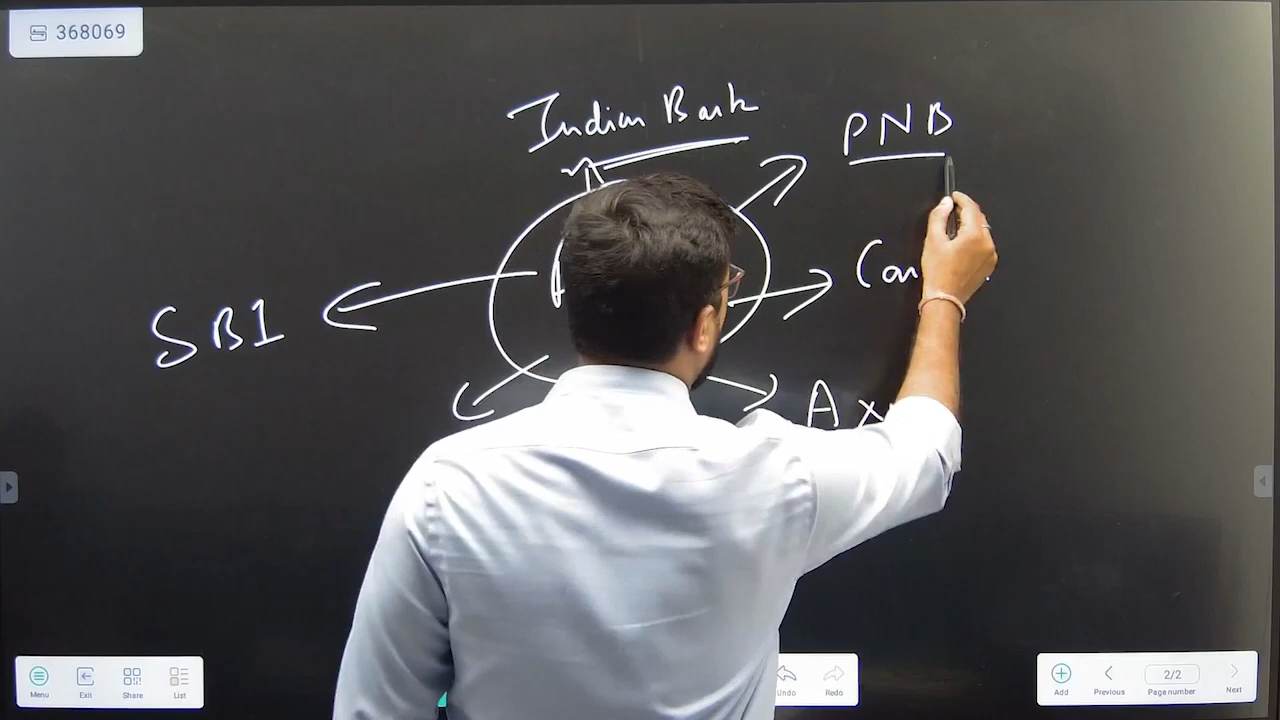 368069
Indian Bank
PNB
SBI
Menu
Exit
Share
List
Undo
Redo
Add
Previous
2/2
Page number
Next